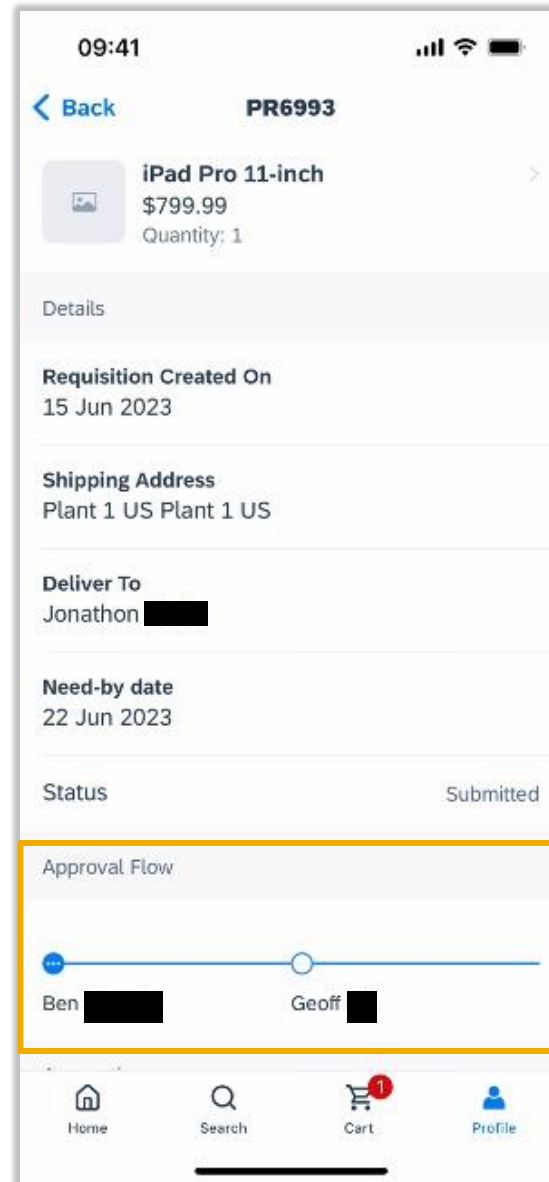 09:41
Back PR6993
iPad Pro 11-inch
$799.99
Quantity: 1
Details
Requisition Created On
15 Jun 2023
Shipping Address
Plant 1 US Plant 1 US
Deliver To
Jonathon
Need-by date
22 Jun 2023
Status Submitted
Approval Flow
Ben Geoff
1
Home Search Cart Profile